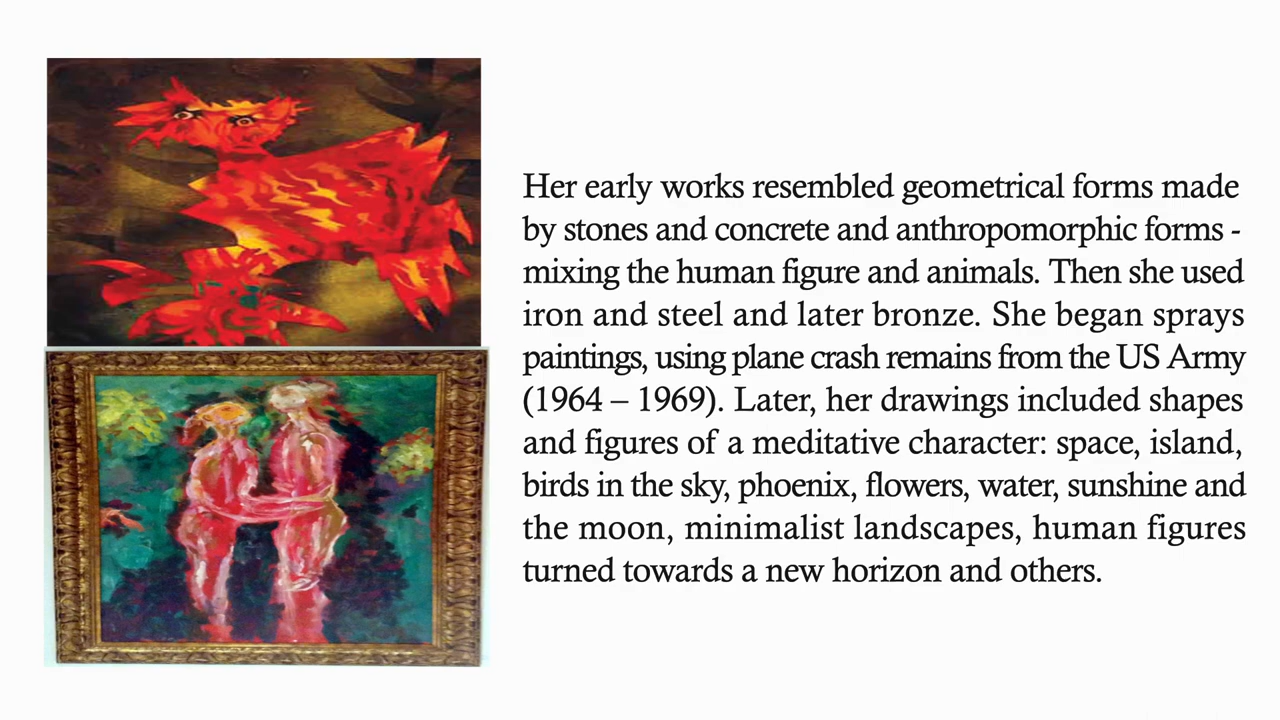 Her early works resembled geometrical forms made
by stones and concrete and anthropomorphic forms -
mixing the human figure and animals. Then she used
iron and steel and later bronze. She began sprays
paintings, using plane crash remains from the US Army
(1964 – 1969). Later, her drawings included shapes
and figures of a meditative character: space, island,
birds in the sky, phoenix, flowers, water, sunshine and
the moon, minimalist landscapes, human figures
turned towards a new horizon and others.